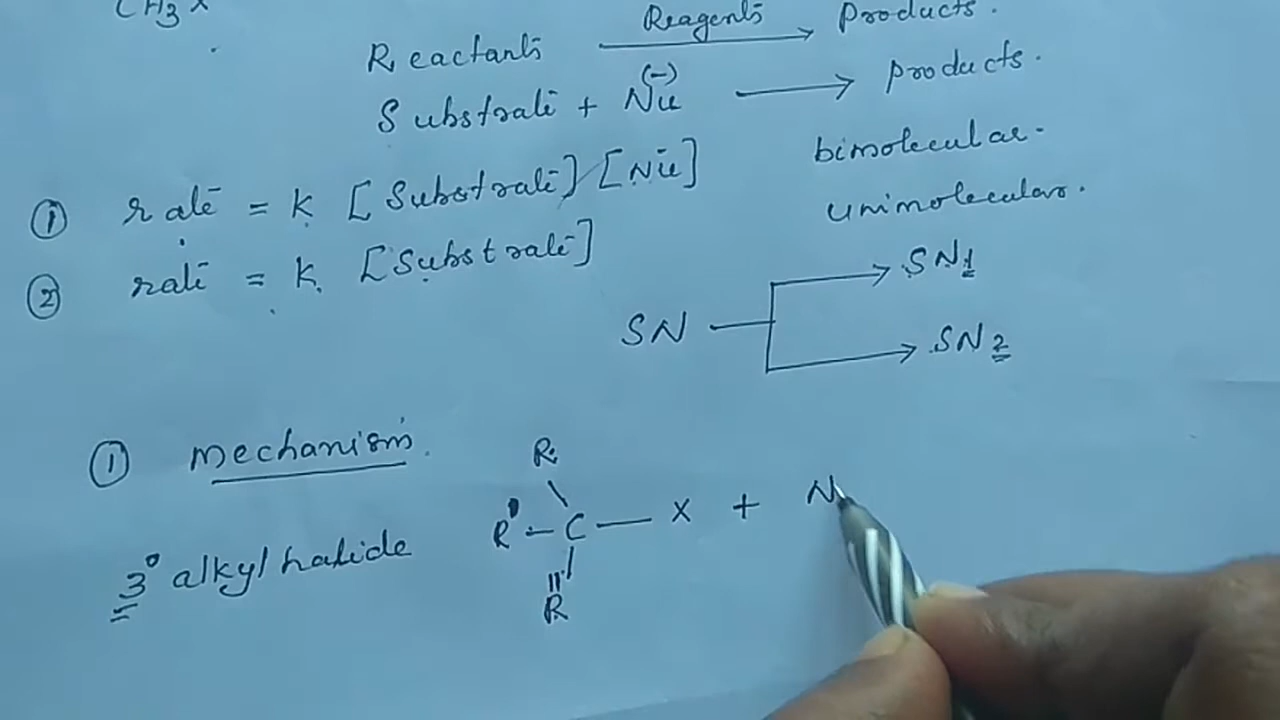 CH3 X
Reactants Reagents → Products.
Substrate + Nu(-) → products.
bimolecular.
① rate = k [Substrate] [Nu]
unimolecular.
② rate = k [Substrate]
SN → SN1
→ SN2
① mechanism.
R
R' - C — X + N
R''
3° alkyl halide